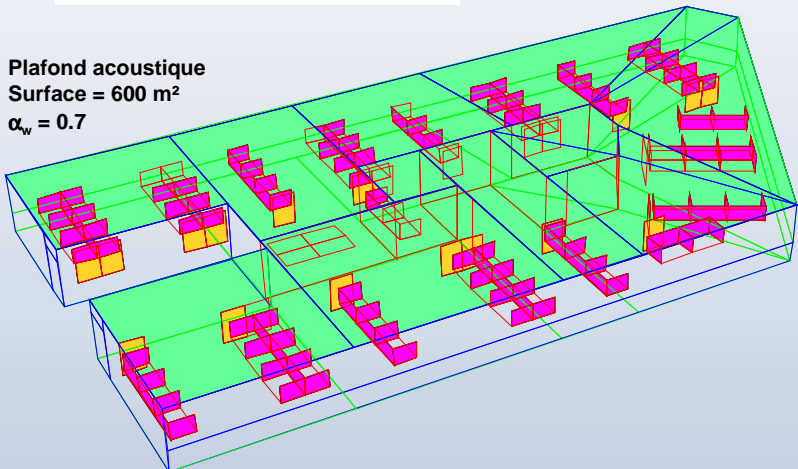 Plafond acoustique
Surface = 600 m²
αw = 0.7